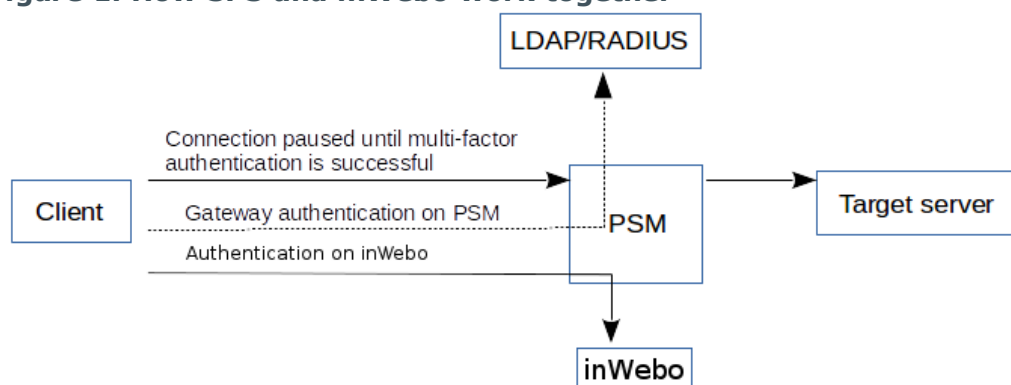 LDAP/RADIUS
Connection paused until multi-factor
authentication is successful
Client
Gateway authentication on PSM
PSM
Target server
Authentication on inWebo
inWebo